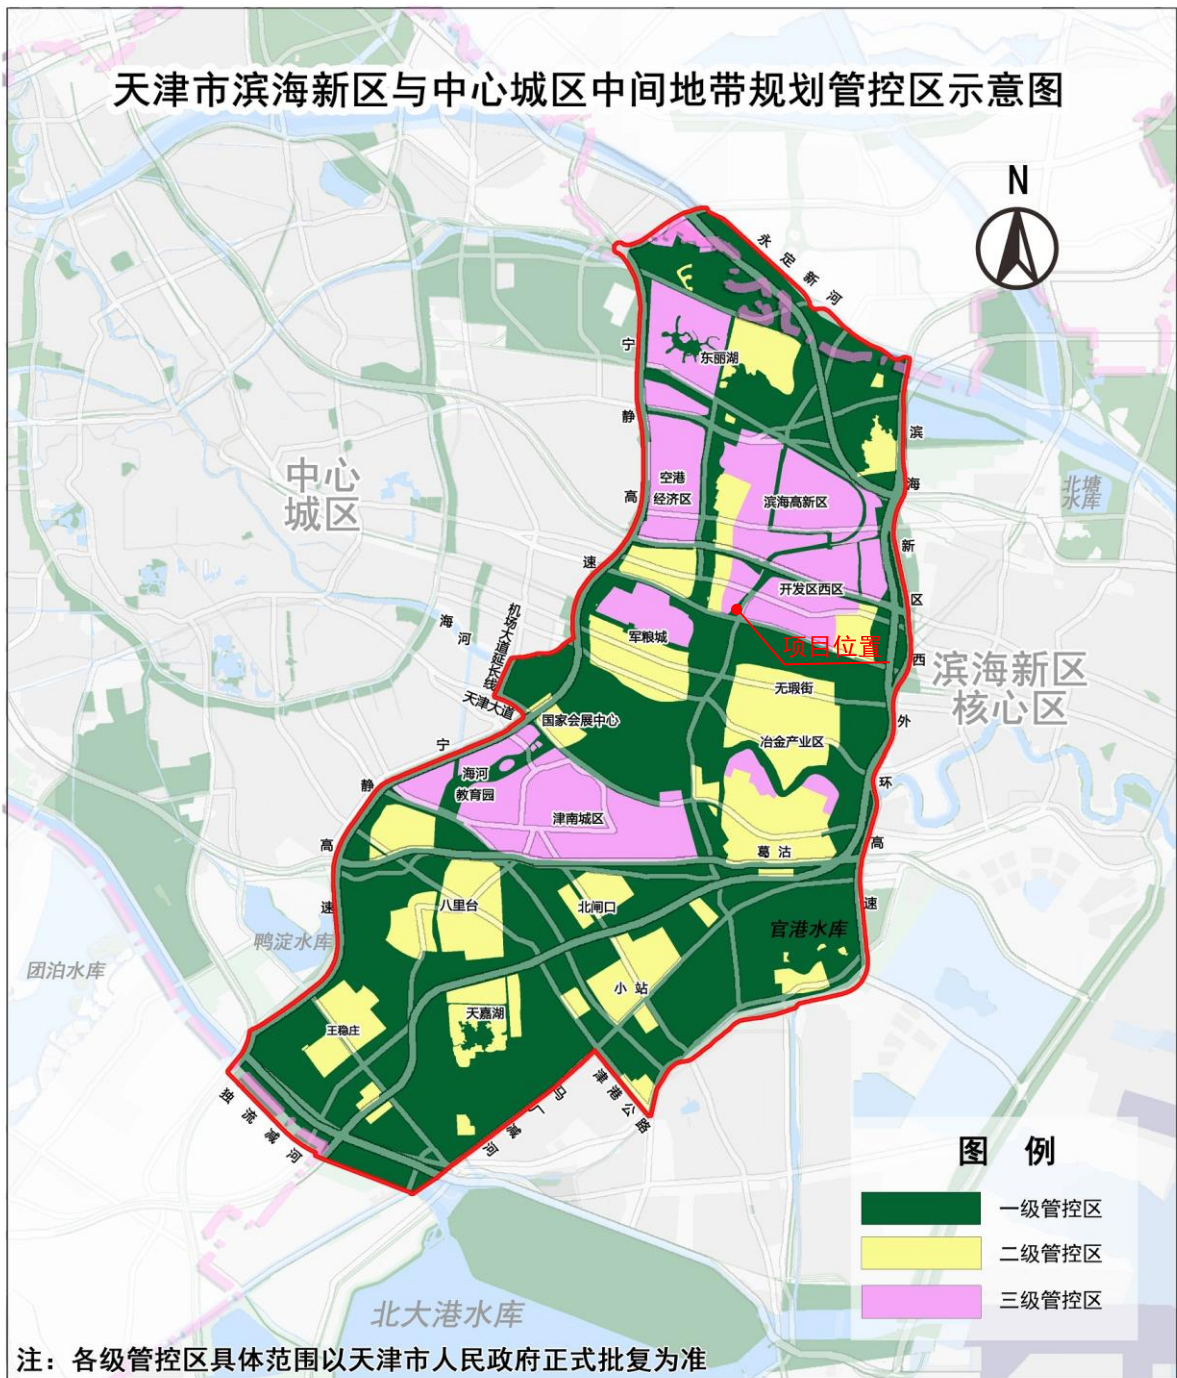 天津市滨海新区与中心城区中间地带规划管控区示意图
N
永定新河
宁静高速
东丽湖
滨海新区西外环高速
中心
城区
空港
经济区
滨海高新区
北塘
水库
开发区西区
机场大道延长线
海河
军粮城
项目位置
滨海新区
核心区
无瑕街
天津大道
国家会展中心
冶金产业区
宁静高速
海河
教育园
津南城区
葛沽
八里台
北闸口
官港水库
鸭淀水库
团泊水库
小站
天嘉湖
王稳庄
独流减河
马厂减河
津港公路
图例
一级管控区
二级管控区
三级管控区
北大港水库
注：各级管控区具体范围以天津市人民政府正式批复为准